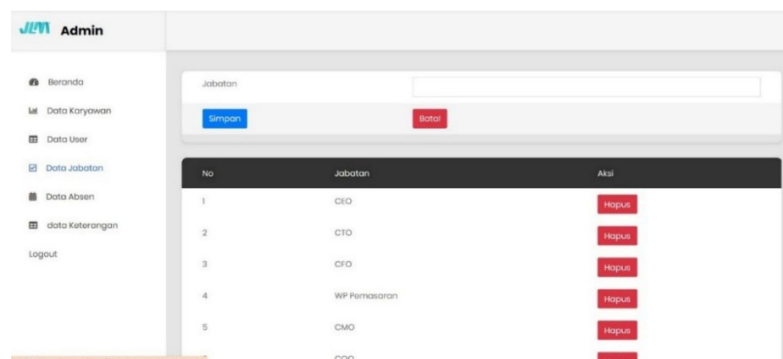 JLM Admin
Beranda
Data Karyawan
Data User
Data Jabatan
Data Absen
data Keterangan
Logout
Jabatan
Simpan Batal
No Jabatan Aksi
1 CEO Hapus
2 CTO Hapus
3 CFO Hapus
4 WP Pemasaran Hapus
5 CMO Hapus